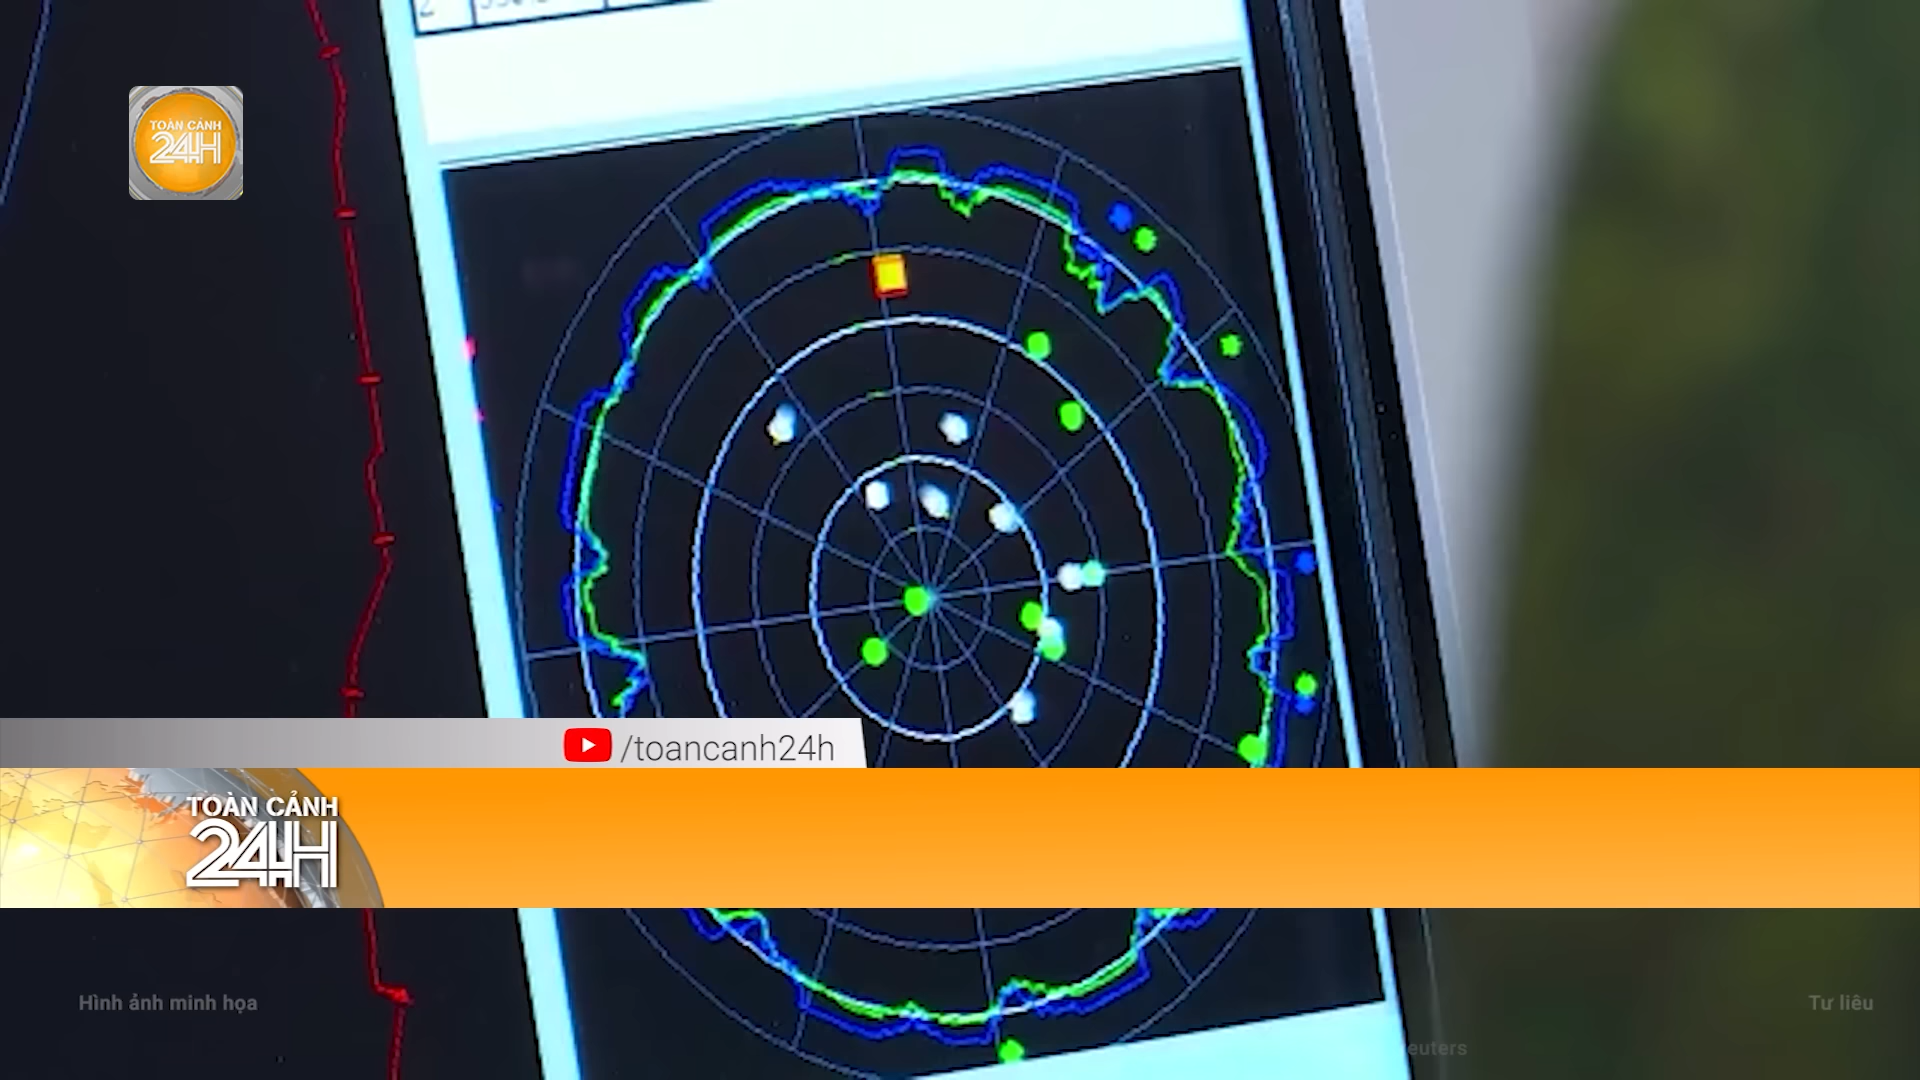 TOÀN CẢNH
24H
/toancanh24h
TOÀN CẢNH
24H
Hình ảnh minh họa
Tư liệu